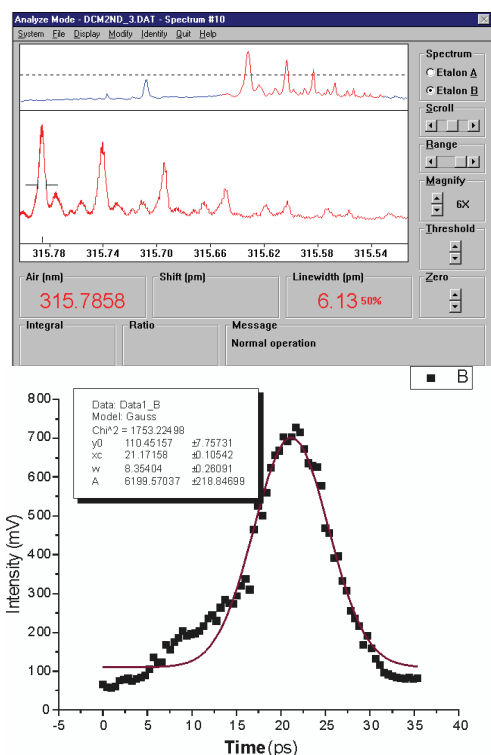 Analyze Mode - DCM2ND_3.DAT - Spectrum #10
System File Display Modify Identify Quit Help
Spectrum
Etalon A
Etalon B
Scroll
Range
Magnify
6X
Threshold
Zero
315.78 315.74 315.70 315.66 315.62 315.58 315.54
Air (nm) Shift (pm) Linewidth (pm)
315.7858 6.13 50%
Integral Ratio Message
Normal operation
B
Data: Data1_B
Model: Gauss
Chi^2 = 1753.22498
y0 110.45157 ±7.75731
xc 21.17158 ±0.10542
w 8.35404 ±0.26091
A 6199.57037 ±218.84699
800
700
600
500
400
300
200
100
0
Intensity (mV)
-5 0 5 10 15 20 25 30 35 40
Time (ps)